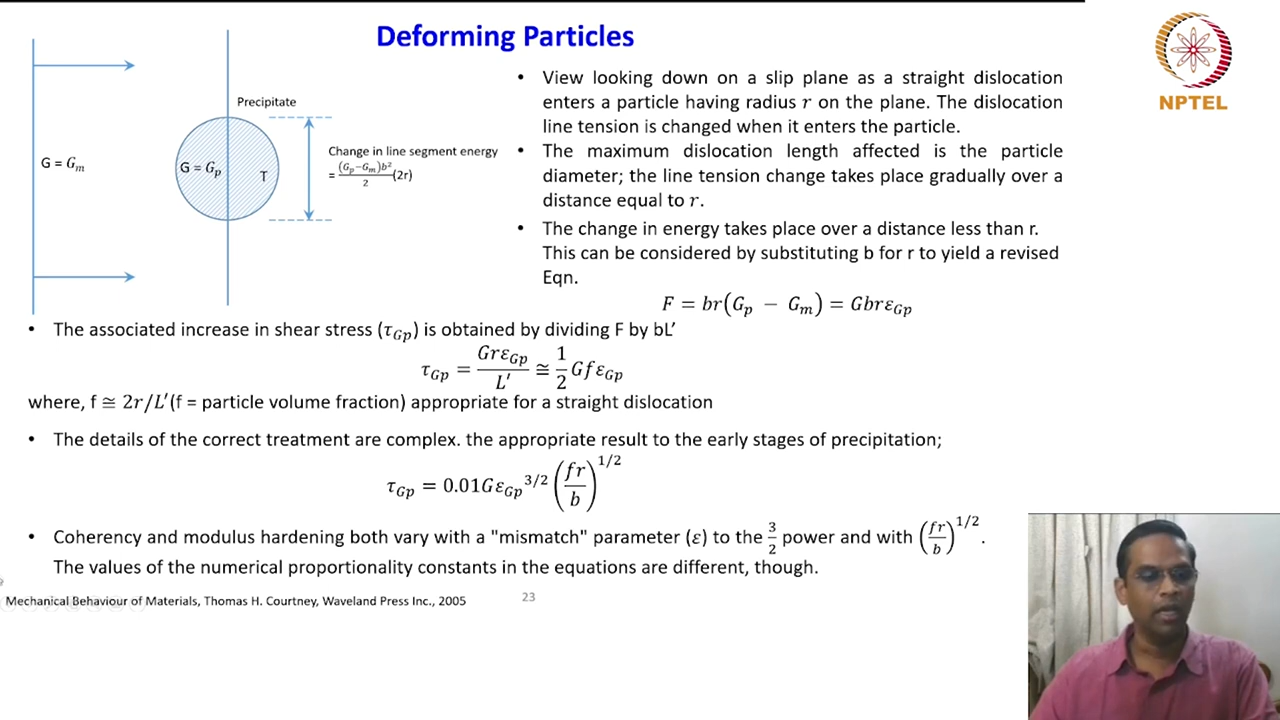 Deforming Particles
NPTEL
Precipitate
G = Gₘ
G = Gₚ
T
Change in line segment energy
= (Gₚ−Gₘ)b²/2 (2r)
• View looking down on a slip plane as a straight dislocation
enters a particle having radius r on the plane. The dislocation
line tension is changed when it enters the particle.
• The maximum dislocation length affected is the particle
diameter; the line tension change takes place gradually over a
distance equal to r.
• The change in energy takes place over a distance less than r.
This can be considered by substituting b for r to yield a revised
Eqn.
F = br(Gₚ − Gₘ) = Gbrε_Gp
• The associated increase in shear stress (τ_Gp) is obtained by dividing F by bL′
τ_Gp = Grε_Gp/L′ ≅ 1/2 Gfε_Gp
where, f ≅ 2r/L′(f = particle volume fraction) appropriate for a straight dislocation
• The details of the correct treatment are complex. the appropriate result to the early stages of precipitation;
τ_Gp = 0.01Gε_Gp^3/2 (fr/b)^1/2
• Coherency and modulus hardening both vary with a "mismatch" parameter (ε) to the 3/2 power and with (fr/b)^1/2.
The values of the numerical proportionality constants in the equations are different, though.
Mechanical Behaviour of Materials, Thomas H. Courtney, Waveland Press Inc., 2005
23